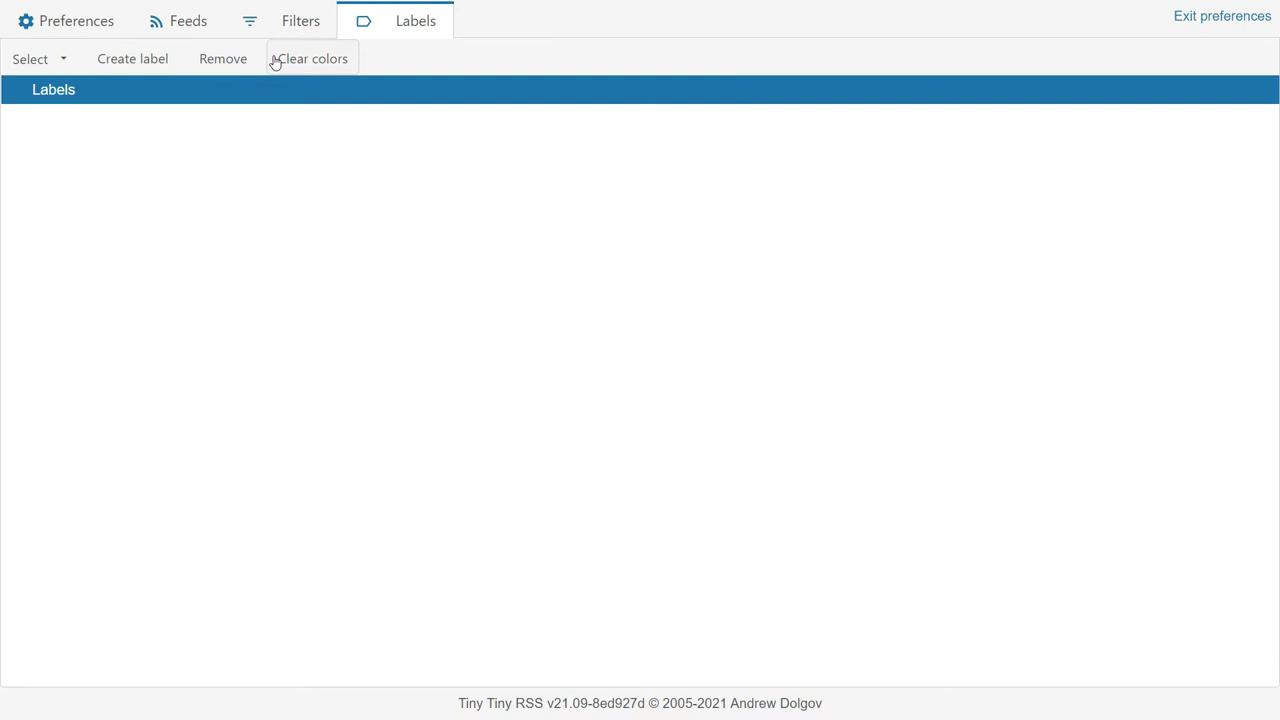 Preferences Feeds Filters Labels Exit preferences
Select Create label Remove Clear colors
Labels
Tiny Tiny RSS v21.09-8ed927d © 2005-2021 Andrew Dolgov